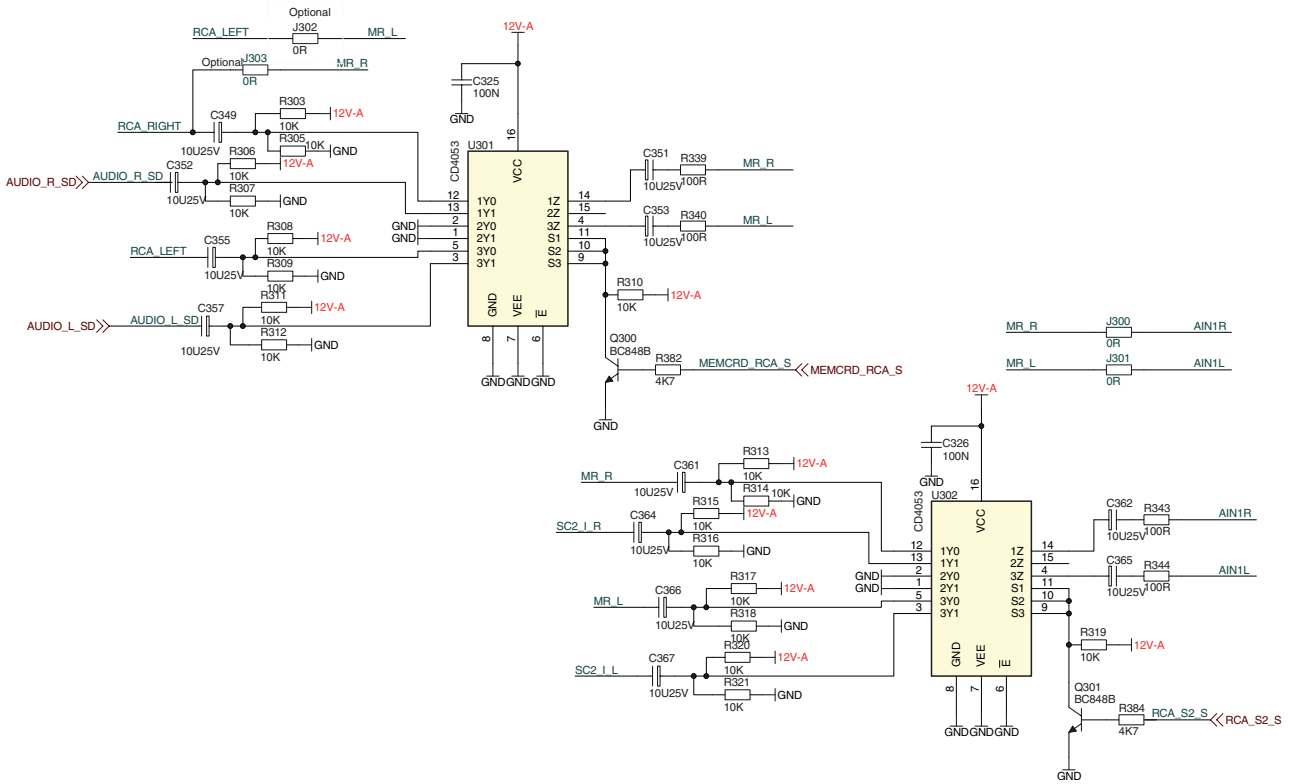 Optional
RCA_LEFT J302 MR_L
0R
Optional J303 MR_R
0R
12V-A
C325
100N
GND
R303
12V-A
C349
10K
RCA_RIGHT
R305
10K
GND
10U25V
R306
12V-A
C352
10K
AUDIO_R_SD AUDIO_R_SD
R307
GND
10U25V
10K
R308
12V-A
C355
10K
RCA_LEFT
R309
GND
10U25V
10K
R311
12V-A
C357
10K
AUDIO_L_SD AUDIO_L_SD
R312
GND
10U25V
10K
U301
CD4053
16
VCC
12 1Y0 1Z 14
13 1Y1 2Z 15
GND 2 2Y0 3Z 4
GND 1 2Y1 S1 11
5 3Y0 S2 10
3 3Y1 S3 9
GND VEE E
8 7 6
GND GND GND
C351 R339 MR_R
10U25V 100R
C353 R340 MR_L
10U25V 100R
R310
12V-A
10K
Q300
BC848B
R382 MEMCRD_RCA_S MEMCRD_RCA_S
4K7
GND
MR_R J300 AIN1R
0R
MR_L J301 AIN1L
0R
12V-A
C326
100N
GND
R313
12V-A
C361
10K
MR_R
R314
10K
GND
10U25V
R315
12V-A
C364
10K
SC2_I_R
R316
GND
10U25V
10K
R317
12V-A
C366
10K
MR_L
R318
GND
10U25V
10K
R320
12V-A
C367
10K
SC2_I_L
R321
GND
10U25V
10K
U302
CD4053
16
VCC
12 1Y0 1Z 14
13 1Y1 2Z 15
GND 2 2Y0 3Z 4
GND 1 2Y1 S1 11
5 3Y0 S2 10
3 3Y1 S3 9
GND VEE E
8 7 6
GND GND GND
C362 R343 AIN1R
10U25V 100R
C365 R344 AIN1L
10U25V 100R
R319
12V-A
10K
Q301
BC848B
R384 RCA_S2_S RCA_S2_S
4K7
GND